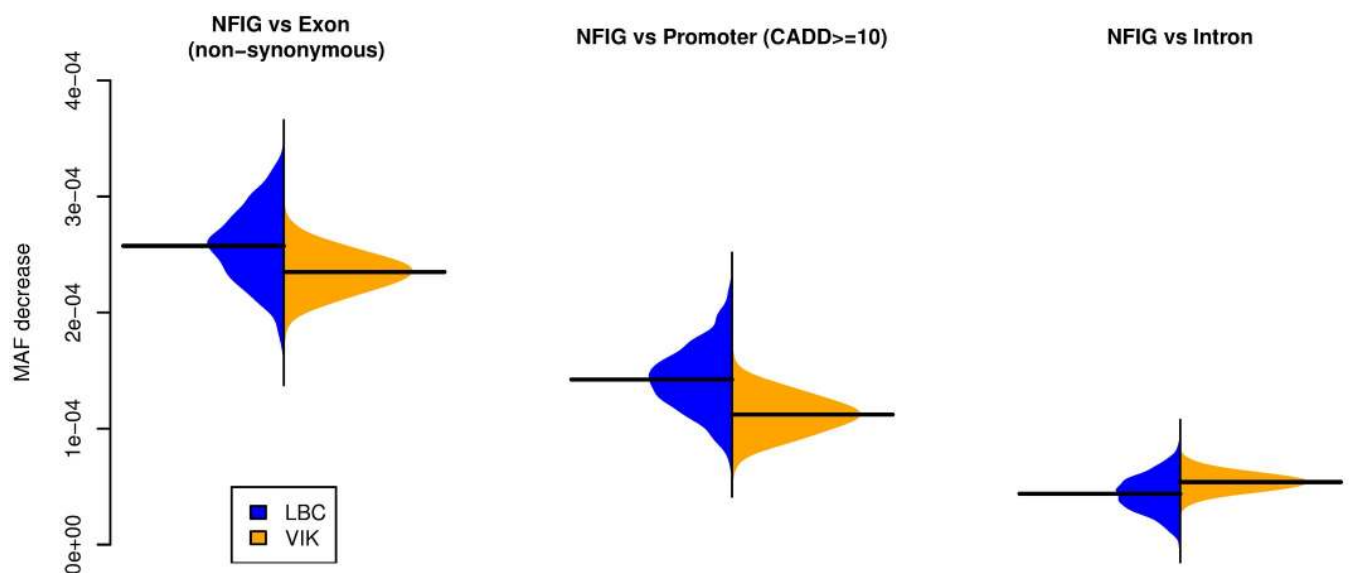 NFIG vs Exon
(non−synonymous)
NFIG vs Promoter (CADD>=10)
NFIG vs Intron
4e−04
3e−04
2e−04
1e−04
0e+00
MAF decrease
LBC
VIK